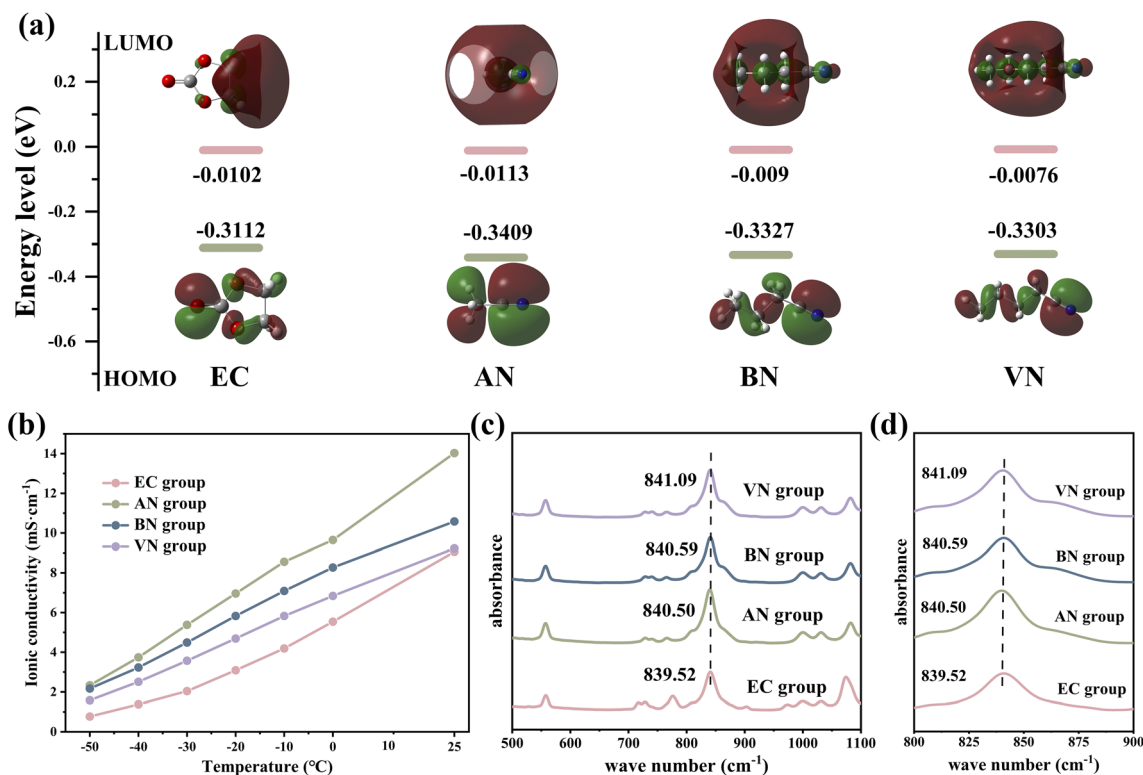 (a)
LUMO
Energy level (eV)
0.2
0.0
-0.2
-0.4
-0.6
-0.0102
-0.0113
-0.009
-0.0076
-0.3112
-0.3409
-0.3327
-0.3303
HOMO
EC
AN
BN
VN
(b)
Ionic conductivity (mS·cm⁻¹)
14
12
10
8
6
4
2
0
EC group
AN group
BN group
VN group
-50
-40
-30
-20
-10
0
10
25
Temperature (°C)
(c)
absorbance
841.09
VN group
840.59
BN group
840.50
AN group
839.52
EC group
500
600
700
800
900
1000
1100
wave number (cm⁻¹)
(d)
absorbance
841.09
VN group
840.59
BN group
840.50
AN group
839.52
EC group
800
825
850
875
900
wave number (cm⁻¹)